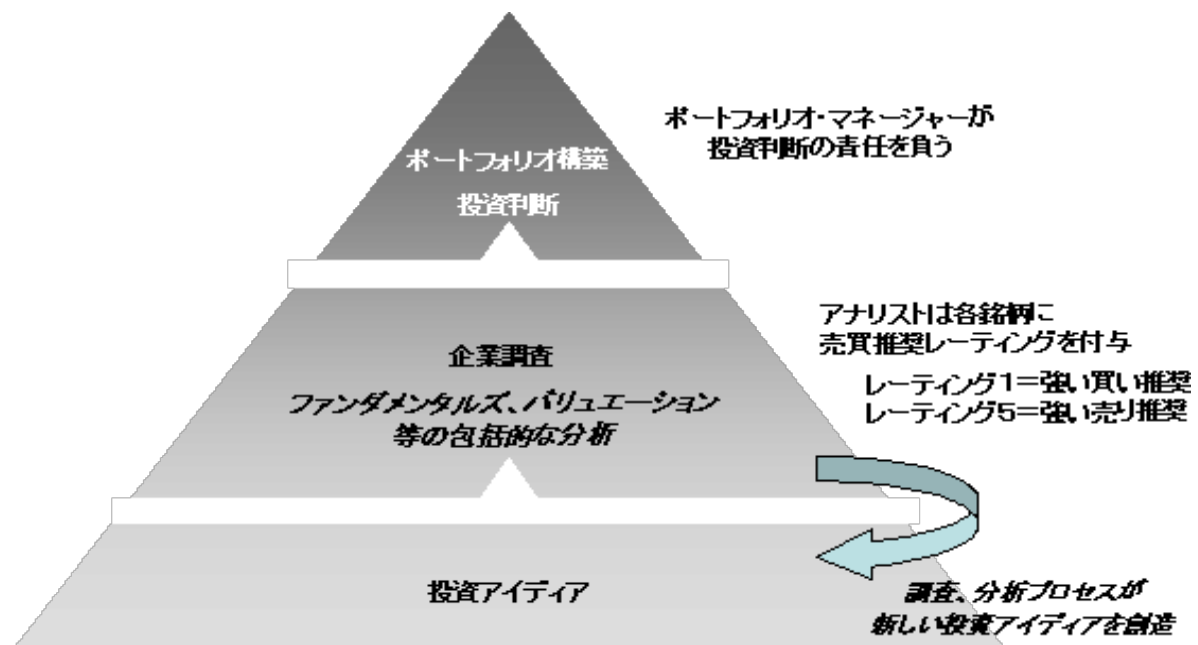 ポートフォリオ・マネージャーが
投資判断の責任を負う
ポートフォリオ構築
投資判断
アナリストは各銘柄に
売買推奨レーティングを付与
レーティング1=強い買い推奨
レーティング5=強い売り推奨
企業調査
ファンダメンタルズ、バリュエーション
等の包括的な分析
投資アイディア
調査、分析プロセスが
新しい投資アイディアを創造